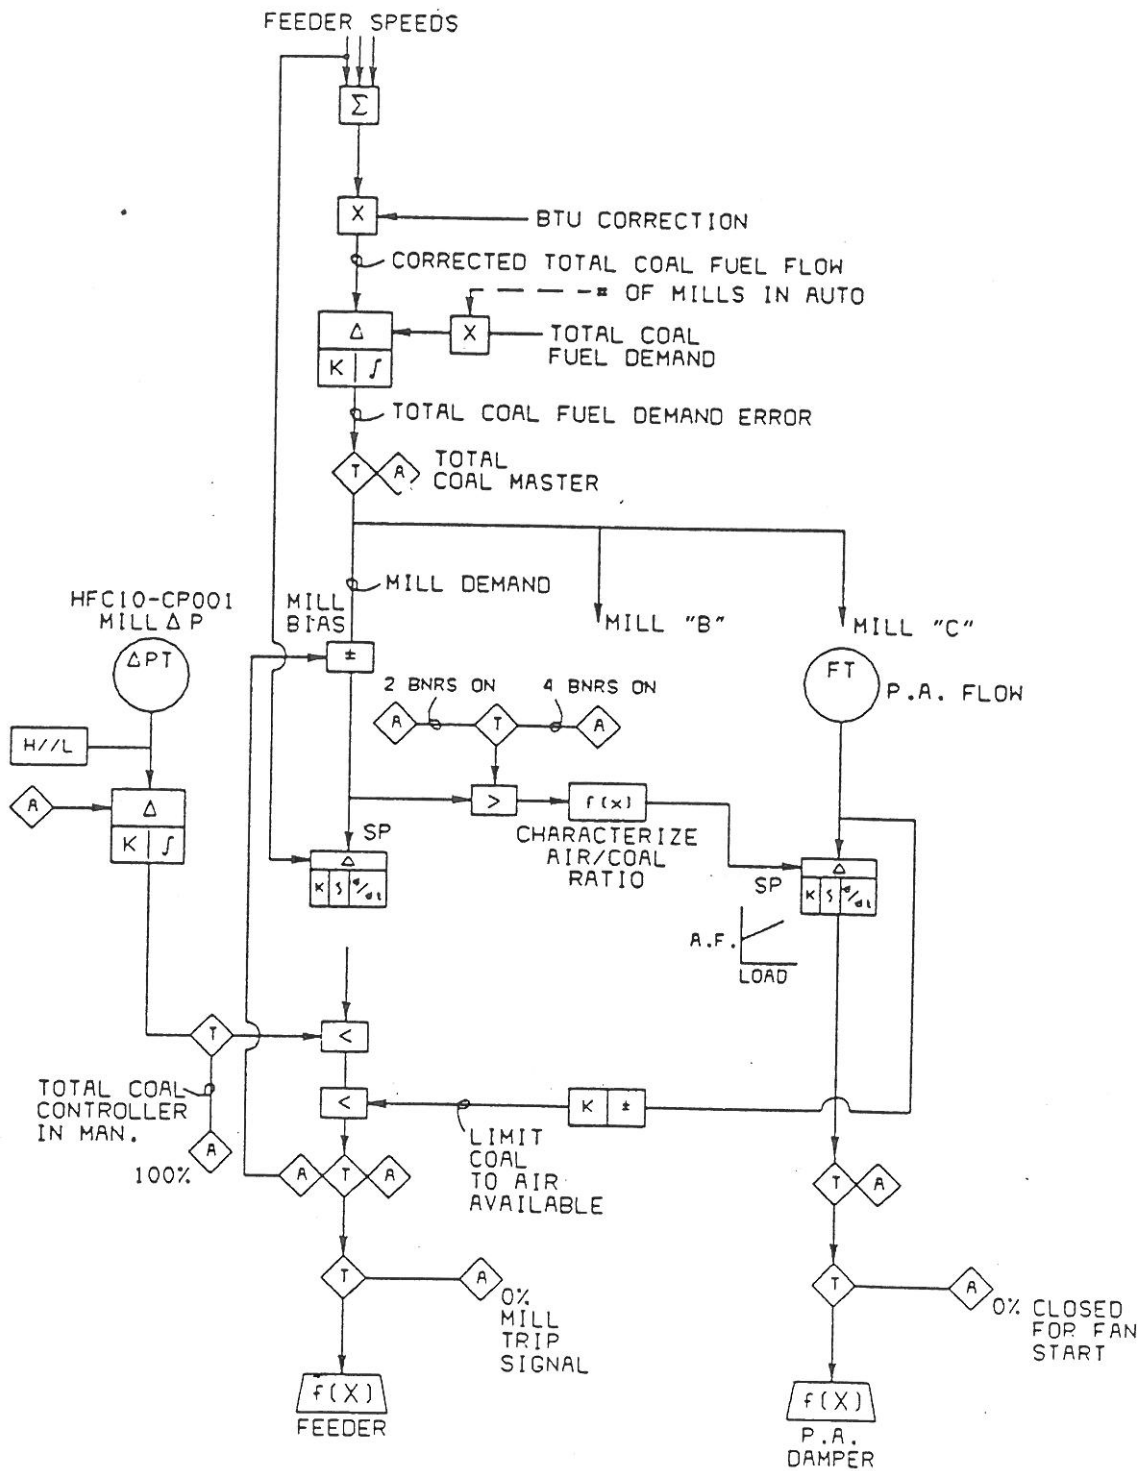 FEEDER SPEEDS
Σ
X
BTU CORRECTION
CORRECTED TOTAL COAL FUEL FLOW
# OF MILLS IN AUTO
Δ
X
TOTAL COAL
FUEL DEMAND
K ∫
TOTAL COAL FUEL DEMAND ERROR
T A
TOTAL
COAL MASTER
MILL DEMAND
HFC10-CP001
MILL Δ P
MILL
BIAS
MILL "B"
MILL "C"
ΔPT
±
FT
P.A. FLOW
2 BNRS ON
4 BNRS ON
A T A
H//L
A
Δ
K ∫
>
f(x)
SP
CHARACTERIZE
AIR/COAL
RATIO
Δ
K ∫ d/dt
SP
Δ
K ∫ d/dt
A.F.
LOAD
T
<
TOTAL COAL
CONTROLLER
IN MAN.
<
K ±
LIMIT
COAL
TO AIR
AVAILABLE
A
100%
A T A
T A
T
A
0%
MILL
TRIP
SIGNAL
T
A
0% CLOSED
FOR FAN
START
f(X)
FEEDER
f(X)
P.A.
DAMPER